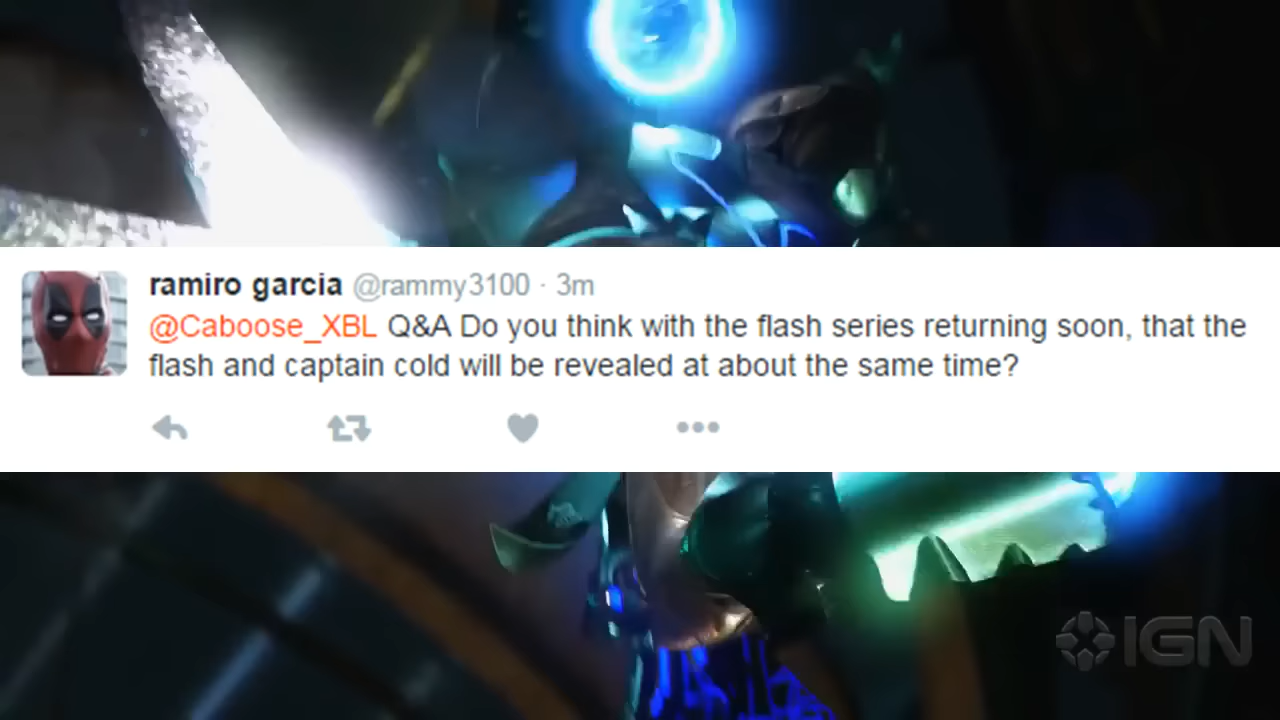 ramiro garcia @rammy3100 · 3m
@Caboose_XBL Q&A Do you think with the flash series returning soon, that the
flash and captain cold will be revealed at about the same time?
IGN